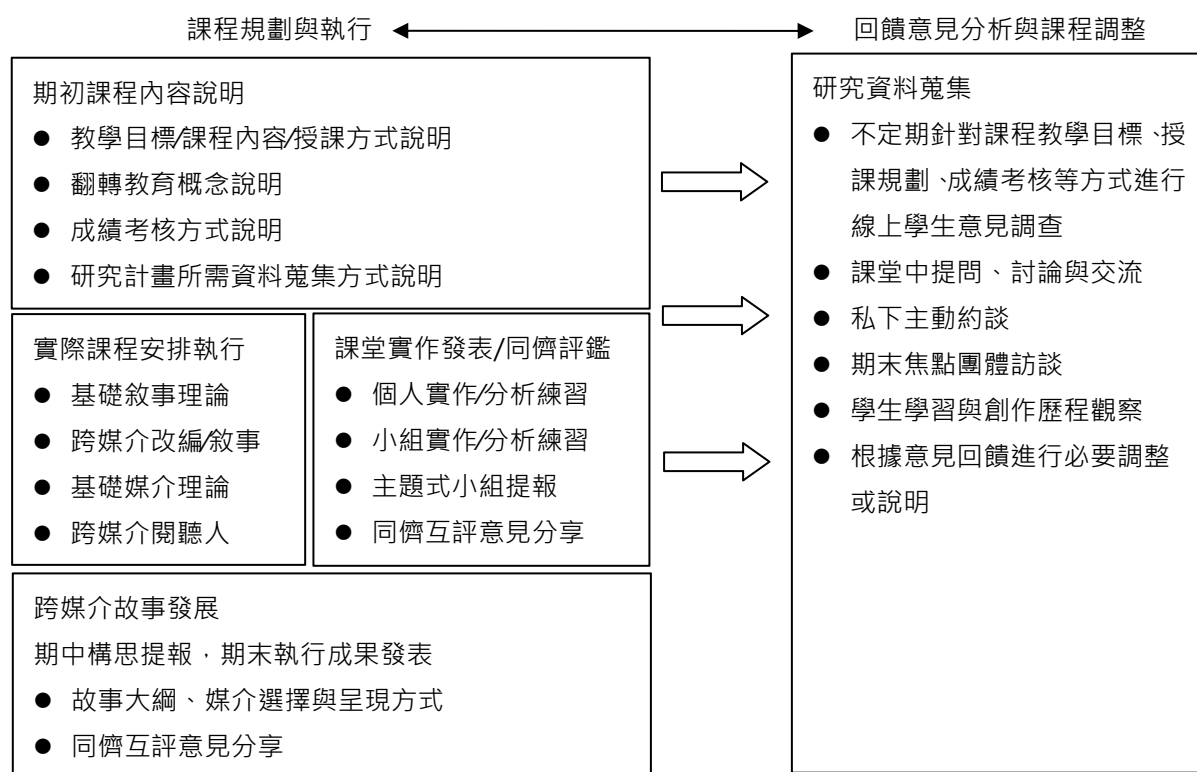 課程規劃與執行
回饋意見分析與課程調整
期初課程內容說明
● 教學目標/課程內容/授課方式說明
● 翻轉教育概念說明
● 成績考核方式說明
● 研究計畫所需資料蒐集方式說明
實際課程安排執行
● 基礎敘事理論
● 跨媒介改編/敘事
● 基礎媒介理論
● 跨媒介閱聽人
課堂實作發表/同儕評鑑
● 個人實作/分析練習
● 小組實作/分析練習
● 主題式小組提報
● 同儕互評意見分享
跨媒介故事發展
期中構思提報，期末執行成果發表
● 故事大綱、媒介選擇與呈現方式
● 同儕互評意見分享
研究資料蒐集
● 不定期針對課程教學目標、授
課規劃、成績考核等方式進行
線上學生意見調查
● 課堂中提問、討論與交流
● 私下主動約談
● 期末焦點團體訪談
● 學生學習與創作歷程觀察
● 根據意見回饋進行必要調整
或說明